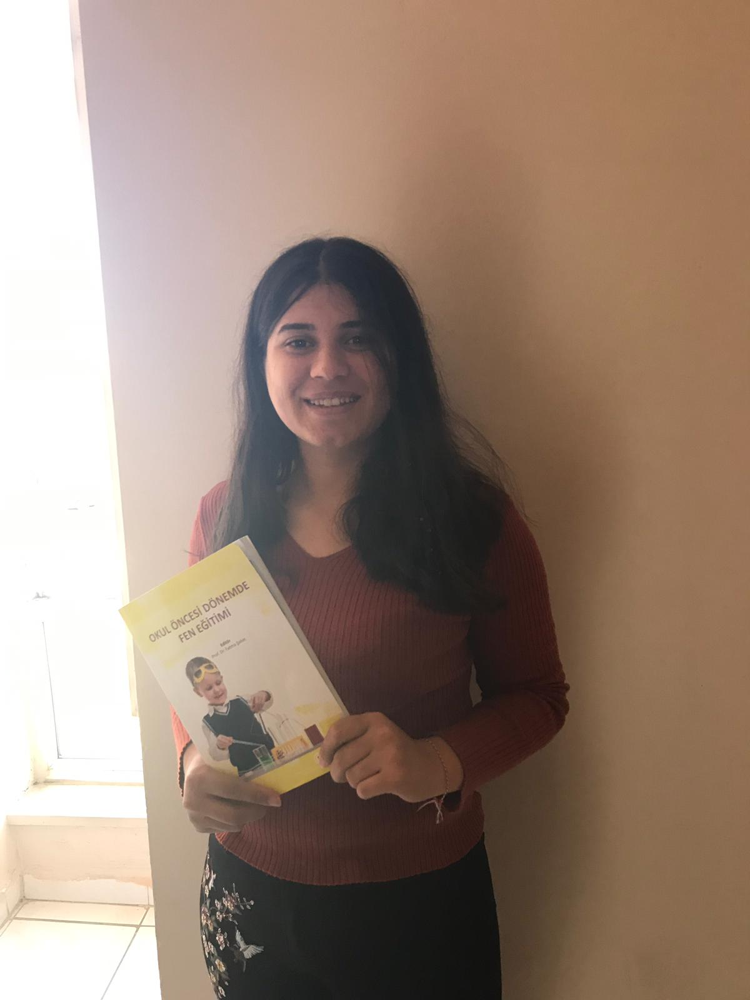 OKUL ÖNCESİ DÖNEMDE
FEN EĞİTİMİ
Editör
Prof. Dr. Fatma Şahin